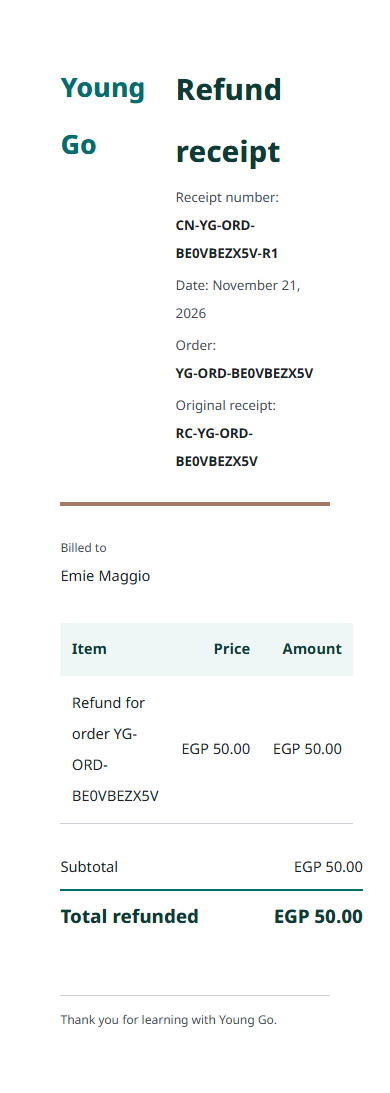 Young
Go
Refund
receipt
Receipt number:
CN-YG-ORD-
BE0VBEZX5V-R1
Date: November 21,
2026
Order:
YG-ORD-BE0VBEZX5V
Original receipt:
RC-YG-ORD-
BE0VBEZX5V
Billed to
Emie Maggio
Item Price Amount
Refund for
order YG-
ORD-
BE0VBEZX5V
EGP 50.00 EGP 50.00
Subtotal EGP 50.00
Total refunded EGP 50.00
Thank you for learning with Young Go.